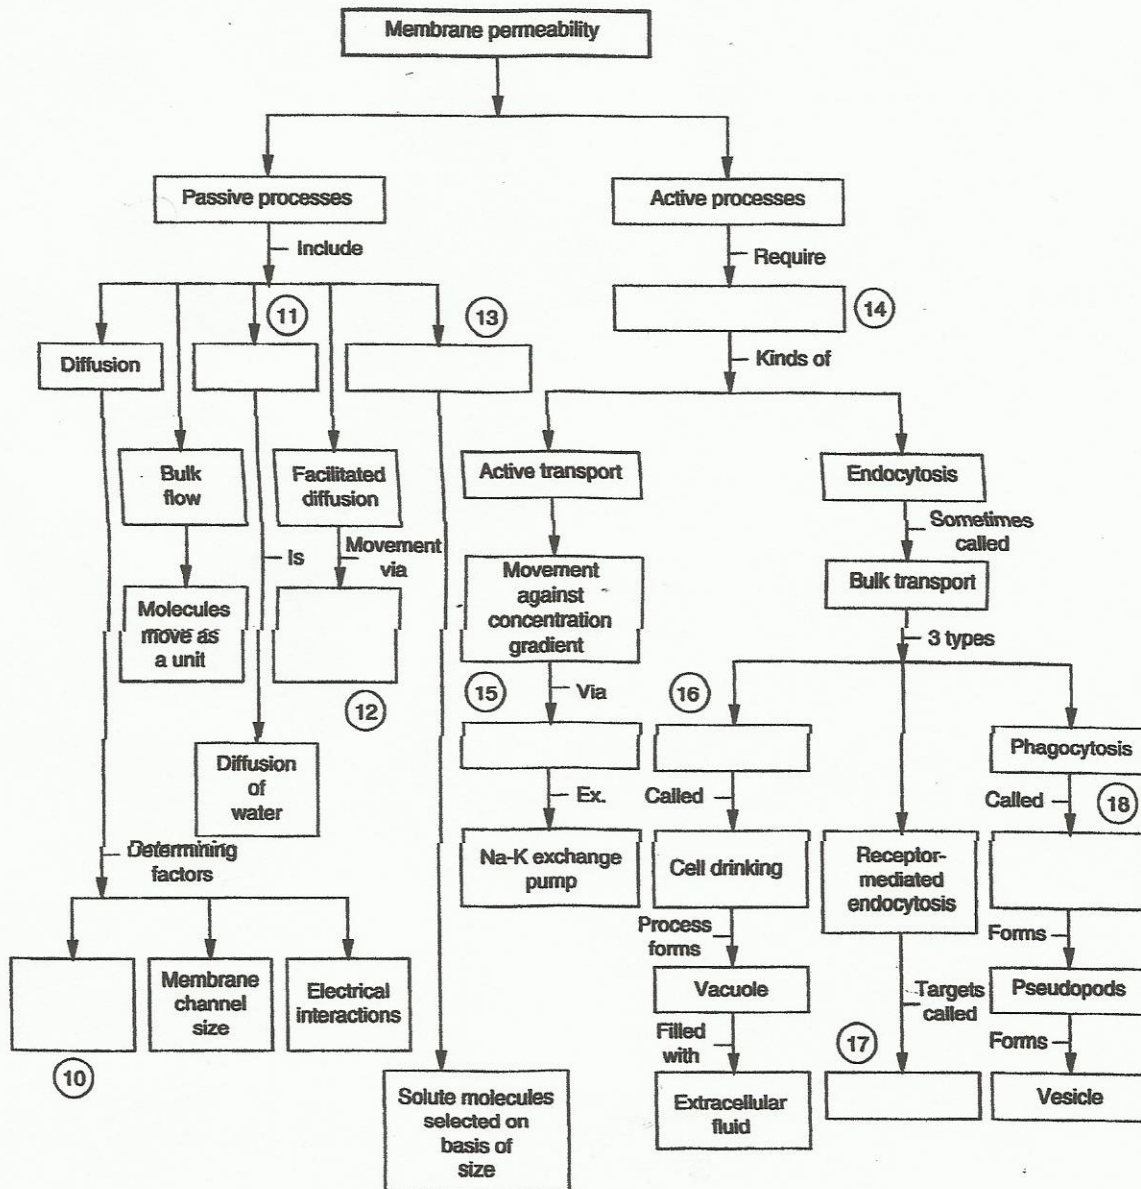 Membrane permeability
Passive processes
Active processes
Include
Require
11
13
14
Diffusion
Kinds of
Bulk
flow
Facilitated
diffusion
Active transport
Endocytosis
Is
Movement
via
Sometimes
called
Molecules
move as
a unit
Movement
against
concentration
gradient
Bulk transport
3 types
12
15
Via
16
Diffusion
of
water
Phagocytosis
Ex.
Called
Called
18
Determining
factors
Na-K exchange
pump
Cell drinking
Receptor-
mediated
endocytosis
Process
forms
Forms
Membrane
channel
size
Electrical
interactions
Vacuole
Targets
called
Pseudopods
10
Filled
with
17
Forms
Solute molecules
selected on
basis of
size
Extracellular
fluid
Vesicle